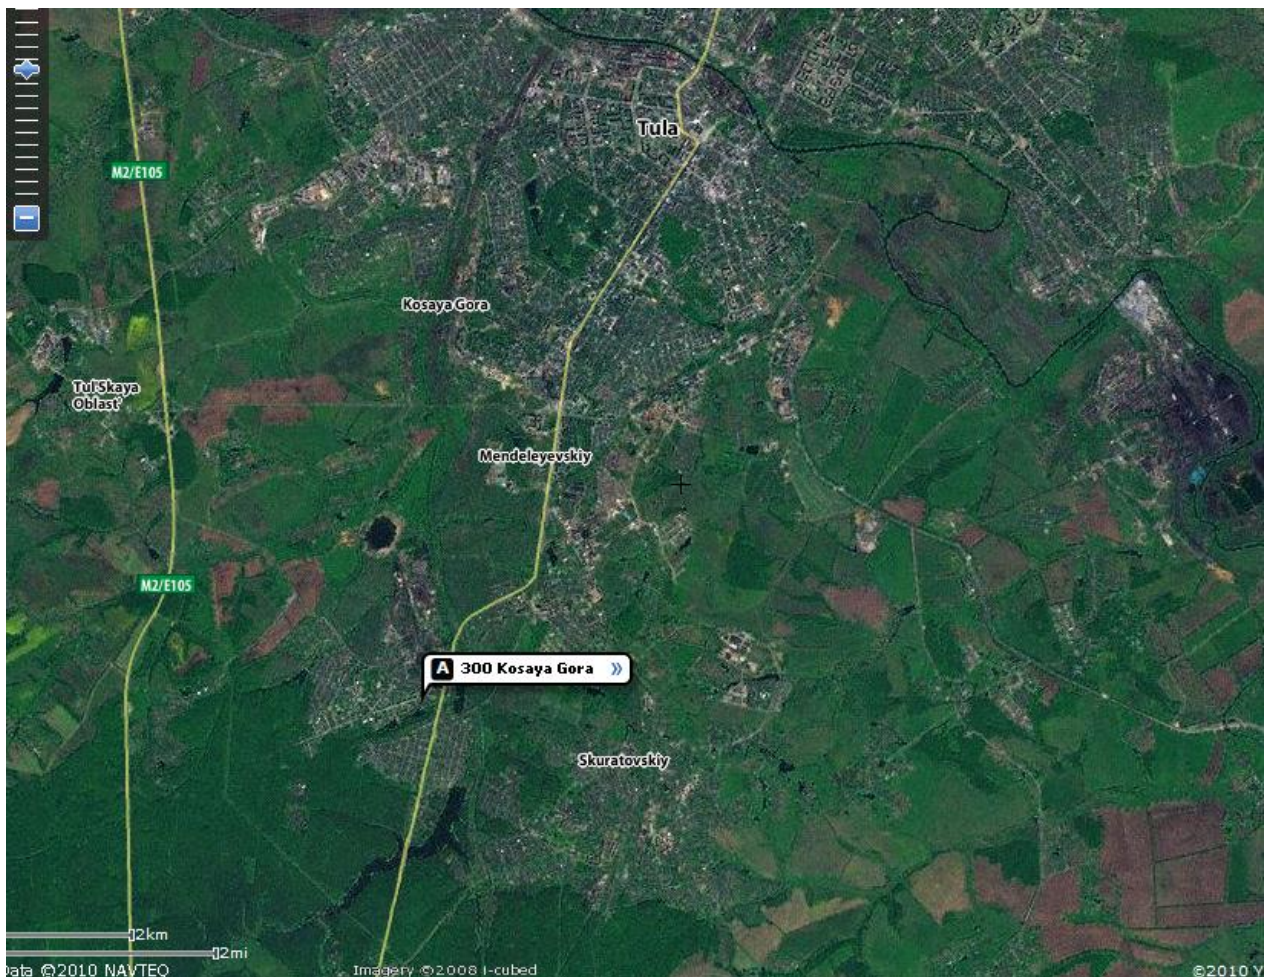 Tula
M2/E105
Kosaya Gora
Tul'Skaya
Oblast'
Mendeleyevskiy
M2/E105
A 300 Kosaya Gora »
Skuratovskiy
2km
2mi
Data ©2010 NAVTEQ
Imagery ©2008 i-cubed
©2010 Y